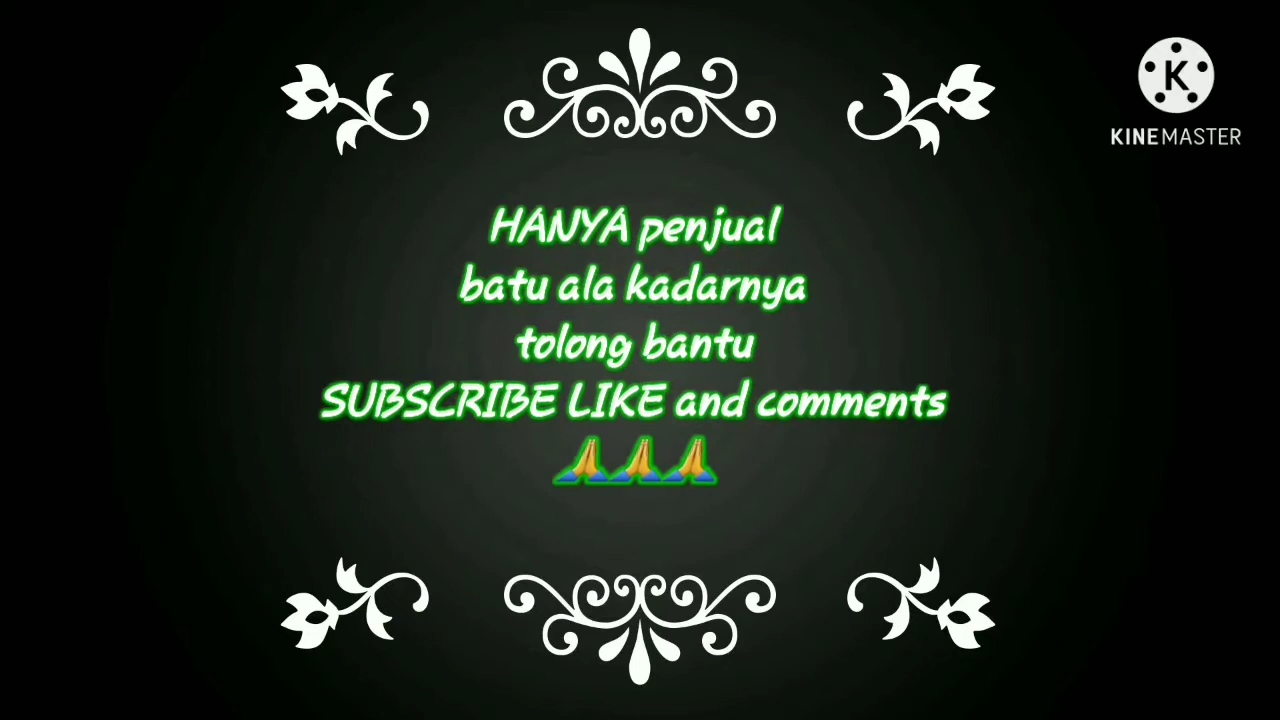 K
KINEMASTER
HANYA penjual
batu ala kadarnya
tolong bantu
SUBSCRIBE LIKE and comments
🙏🙏🙏